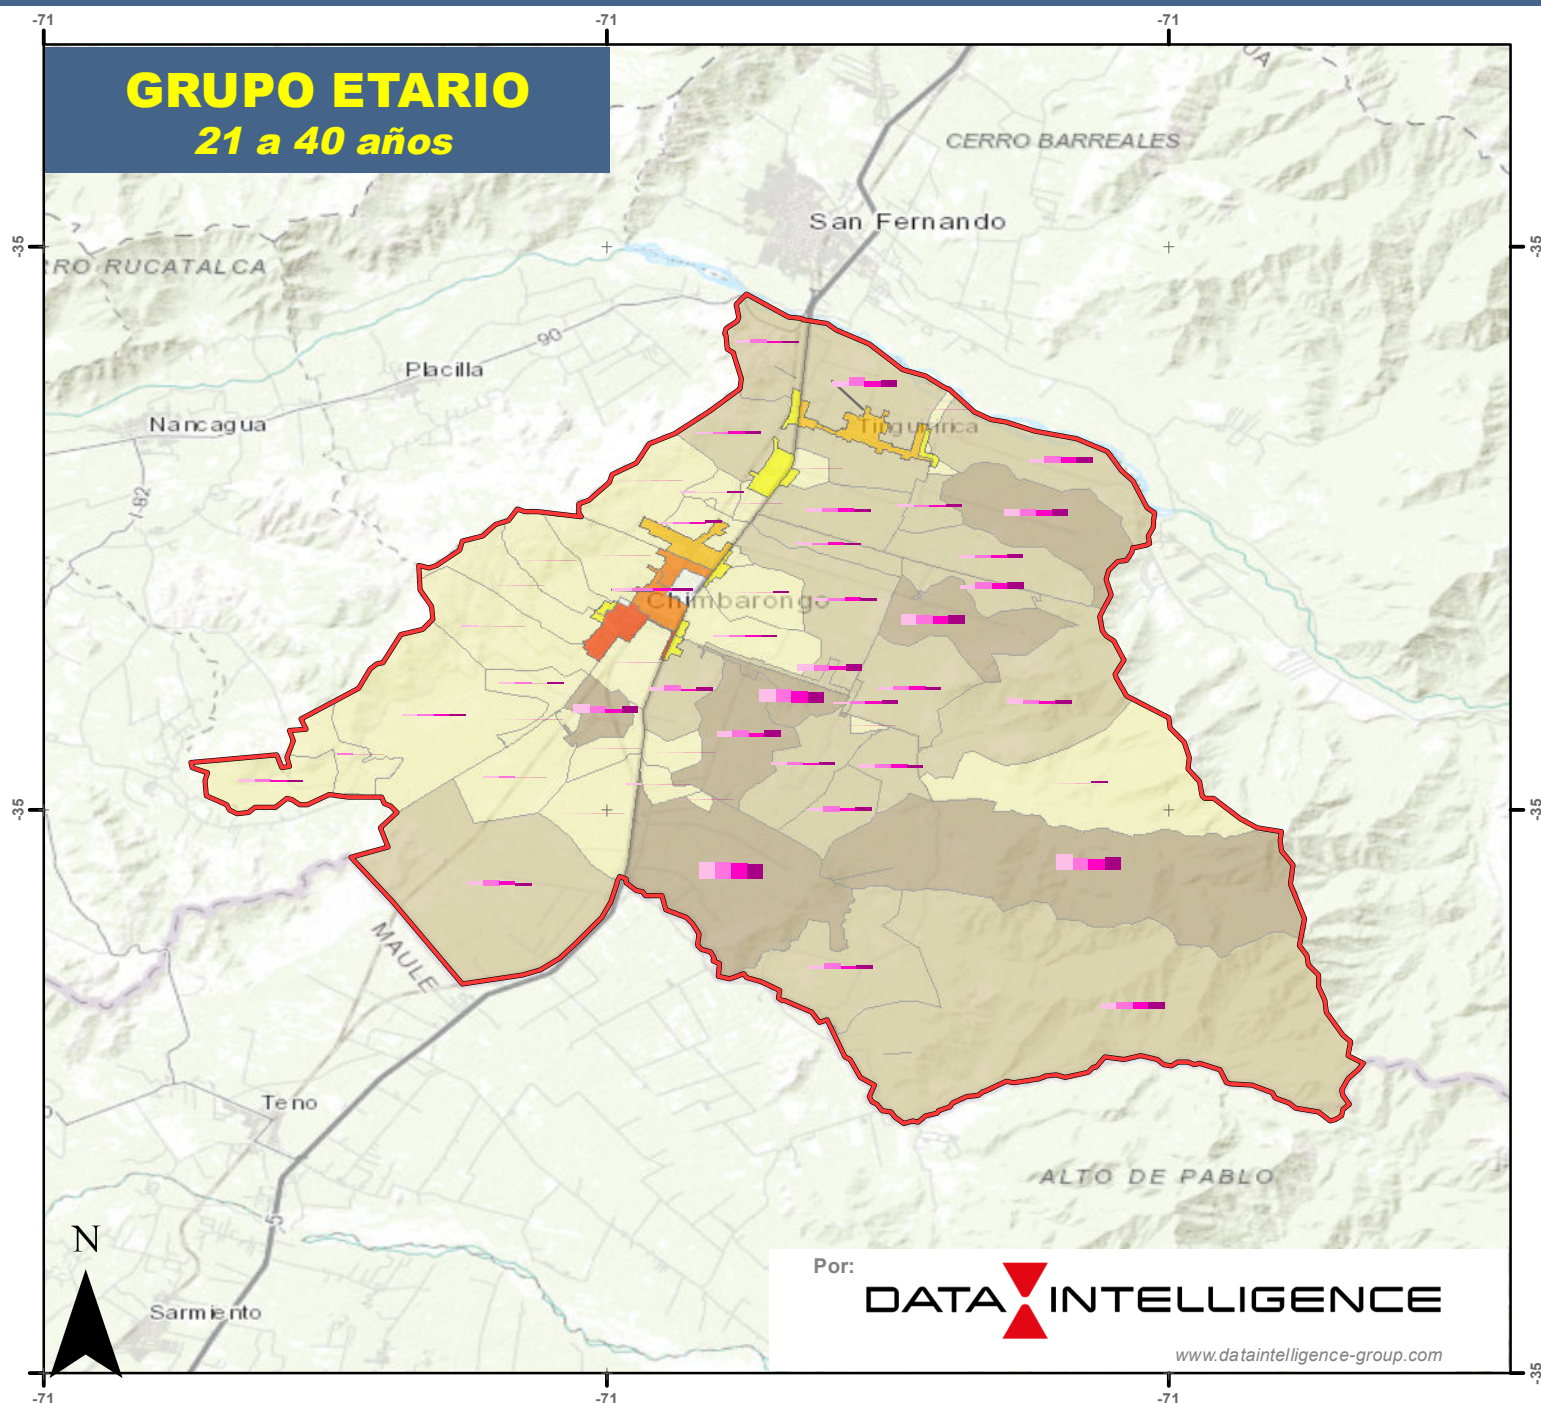 -71
-71
-71
GRUPO ETARIO
21 a 40 años
UA
CERRO BARREALES
San Fernando
-35
-35
RRO RUCATALCA
90
Placilla
Nancagua
Tinguiririca
I-82
Chimbarongo
-35
-35
MAULE
Teno
ALTO DE PABLO
5
N
Por:
DATA INTELLIGENCE
Sarmiento
www.dataintelligence-group.com
-35
-71
-71
-71